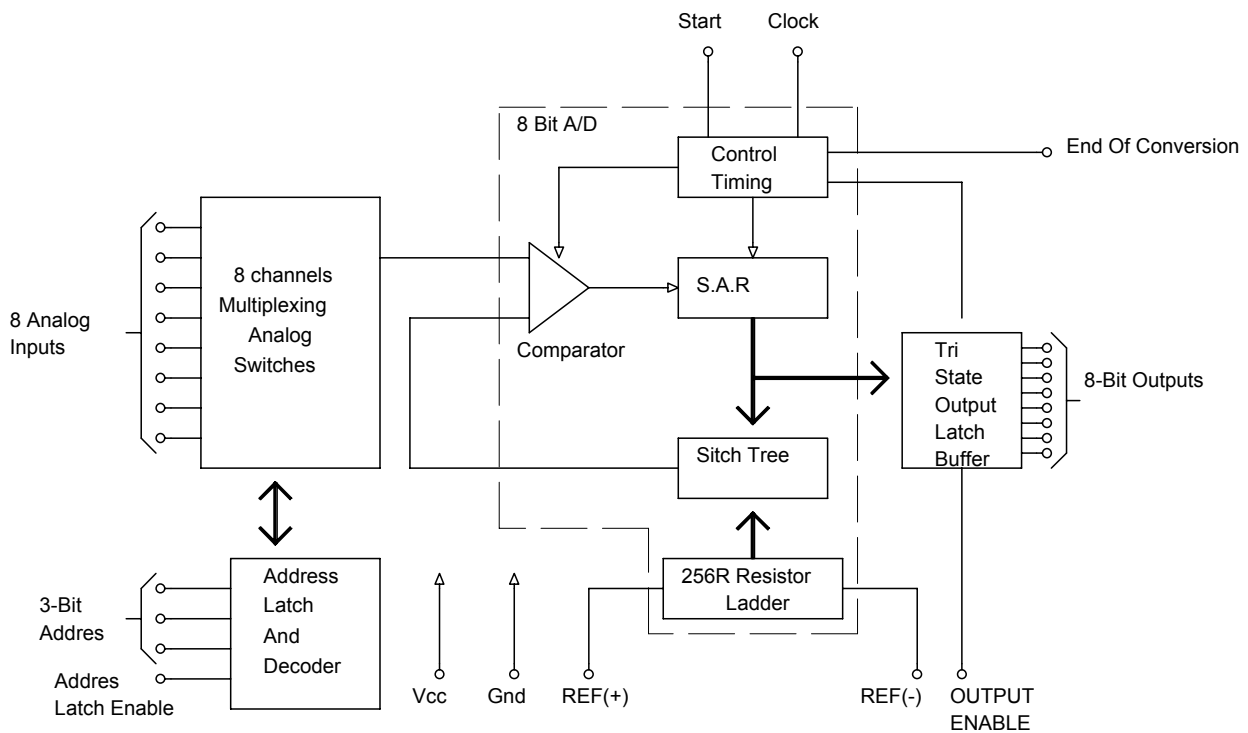 Start
Clock
8 Bit A/D
Control
Timing
End Of Conversion
8 channels
Multiplexing
Analog
Switches
8 Analog
Inputs
S.A.R
Comparator
Tri
State
Output
Latch
Buffer
8-Bit Outputs
Sitch Tree
256R Resistor
Ladder
Address
Latch
And
Decoder
3-Bit
Addres
Addres
Latch Enable
Vcc
Gnd
REF(+)
REF(-)
OUTPUT
ENABLE